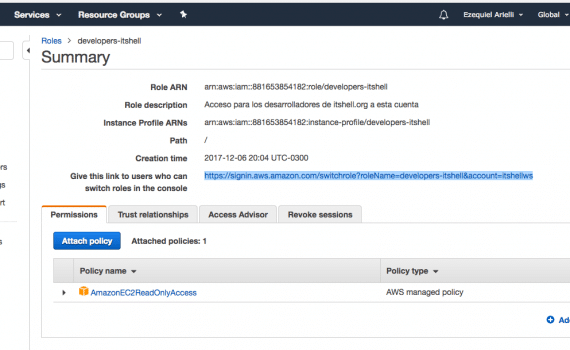 Services Resource Groups Ezequiel Arielli Global
Roles > developers-itshell
Summary
Role ARN arn:aws:iam::881653854182:role/developers-itshell
Role description Acceso para los desarrolladores de itshell.org a esta cuenta
Instance Profile ARNs arn:aws:iam::881653854182:instance-profile/developers-itshell
Path /
Creation time 2017-12-06 20:04 UTC-0300
Give this link to users who can https://signin.aws.amazon.com/switchrole?roleName=developers-itshell&account=itshellws
switch roles in the console
ers
gs
rt
s
Permissions Trust relationships Access Advisor Revoke sessions
Attach policy Attached policies: 1
Policy name Policy type
AmazonEC2ReadOnlyAccess AWS managed policy
Add